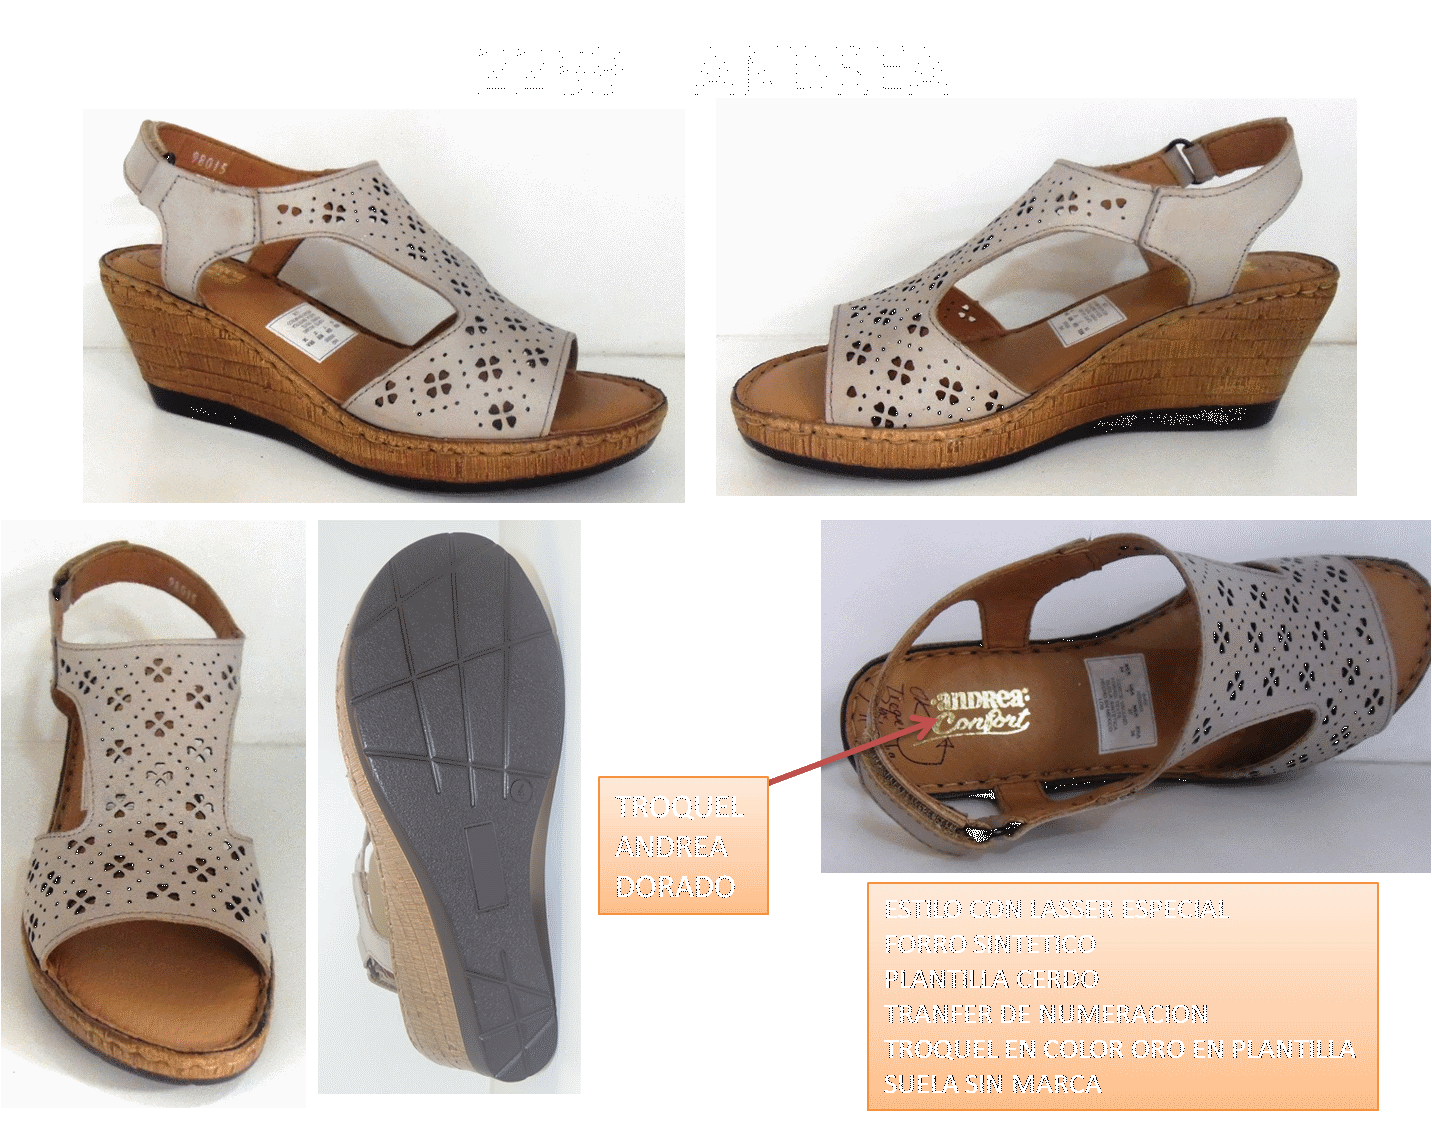 ANDREA
98015
andrea
Confort
TROQUEL
ANDREA
DORADO
ESTILO CON LASSER ESPECIAL
FORRO SINTETICO
PLANTILLA CERDO
TRANFER DE NUMERACION
TROQUEL EN COLOR ORO EN PLANTILLA
SUELA SIN MARCA